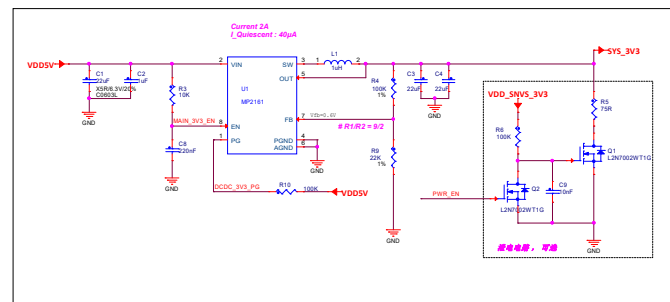 Current 2A
I_Quiescent : 40µA
SYS_3V3
VDD5V
2
VIN
SW
3
1
L1
2
1uH
OUT
5
C1
22uF
X5R/6.3V/20%
C0603L
C2
1uF
R3
10K
U1
MP2161
R4
100K
1%
C3
22uF
C4
22uF
VDD_SNVS_3V3
R5
75R
GND
MAIN_3V3_EN
8
EN
FB
7
Vfb=0.6V
# R1/R2 = 9/2
GND
R6
100K
C8
220nF
1
PG
PGND
4
AGND
6
R9
22K
1%
Q1
L2N7002WT1G
GND
GND
DCDC_3V3_PG
R10
100K
VDD5V
PWR_EN
Q2
L2N7002WT1G
C9
10nF
GND
GND
放电电路，可选